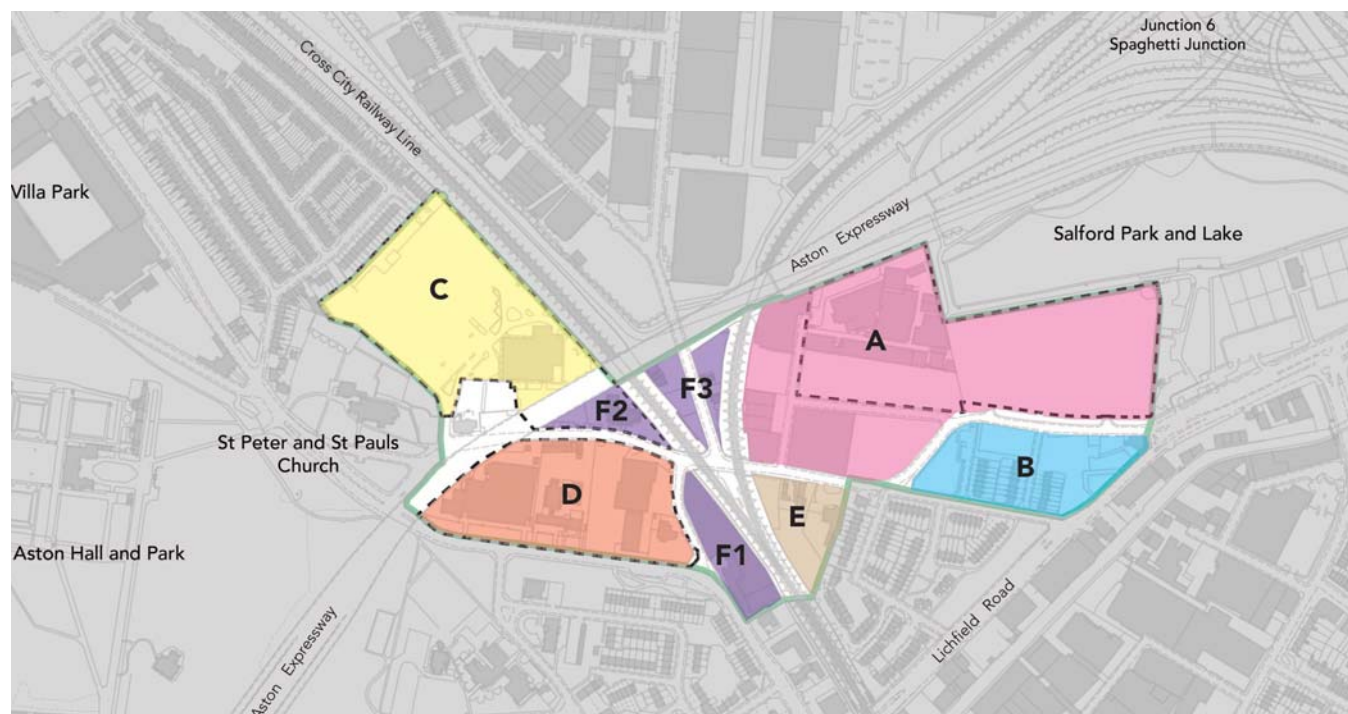 Junction 6
Spaghetti Junction
Cross City Railway Line
Villa Park
Aston Expressway
Salford Park and Lake
C
A
F3
F2
St Peter and St Pauls
Church
B
D
E
Aston Hall and Park
F1
Lichfield Road
Aston Expressway